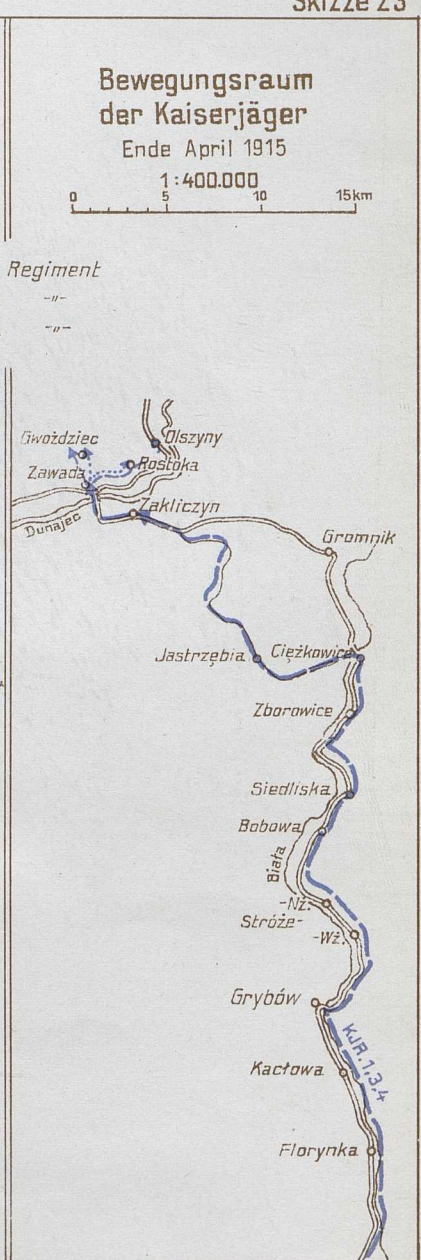 Skizze 23
Bewegungsraum
der Kaiserjäger
Ende April 1915
1:400.000
0 5 10 15km
Regiment
-"-
-"-
Gwoździec
Olszyny
Zawada
Rostoka
Zakliczyn
Dunajec
Gromnik
Jastrzębia
Ciężkowice
Zborowice
Siedliska
Bobowa
Biała
-Nż.
Stróże-
-Wż.
Grybów
KJR.1,3,4
Kacłowa
Florynka